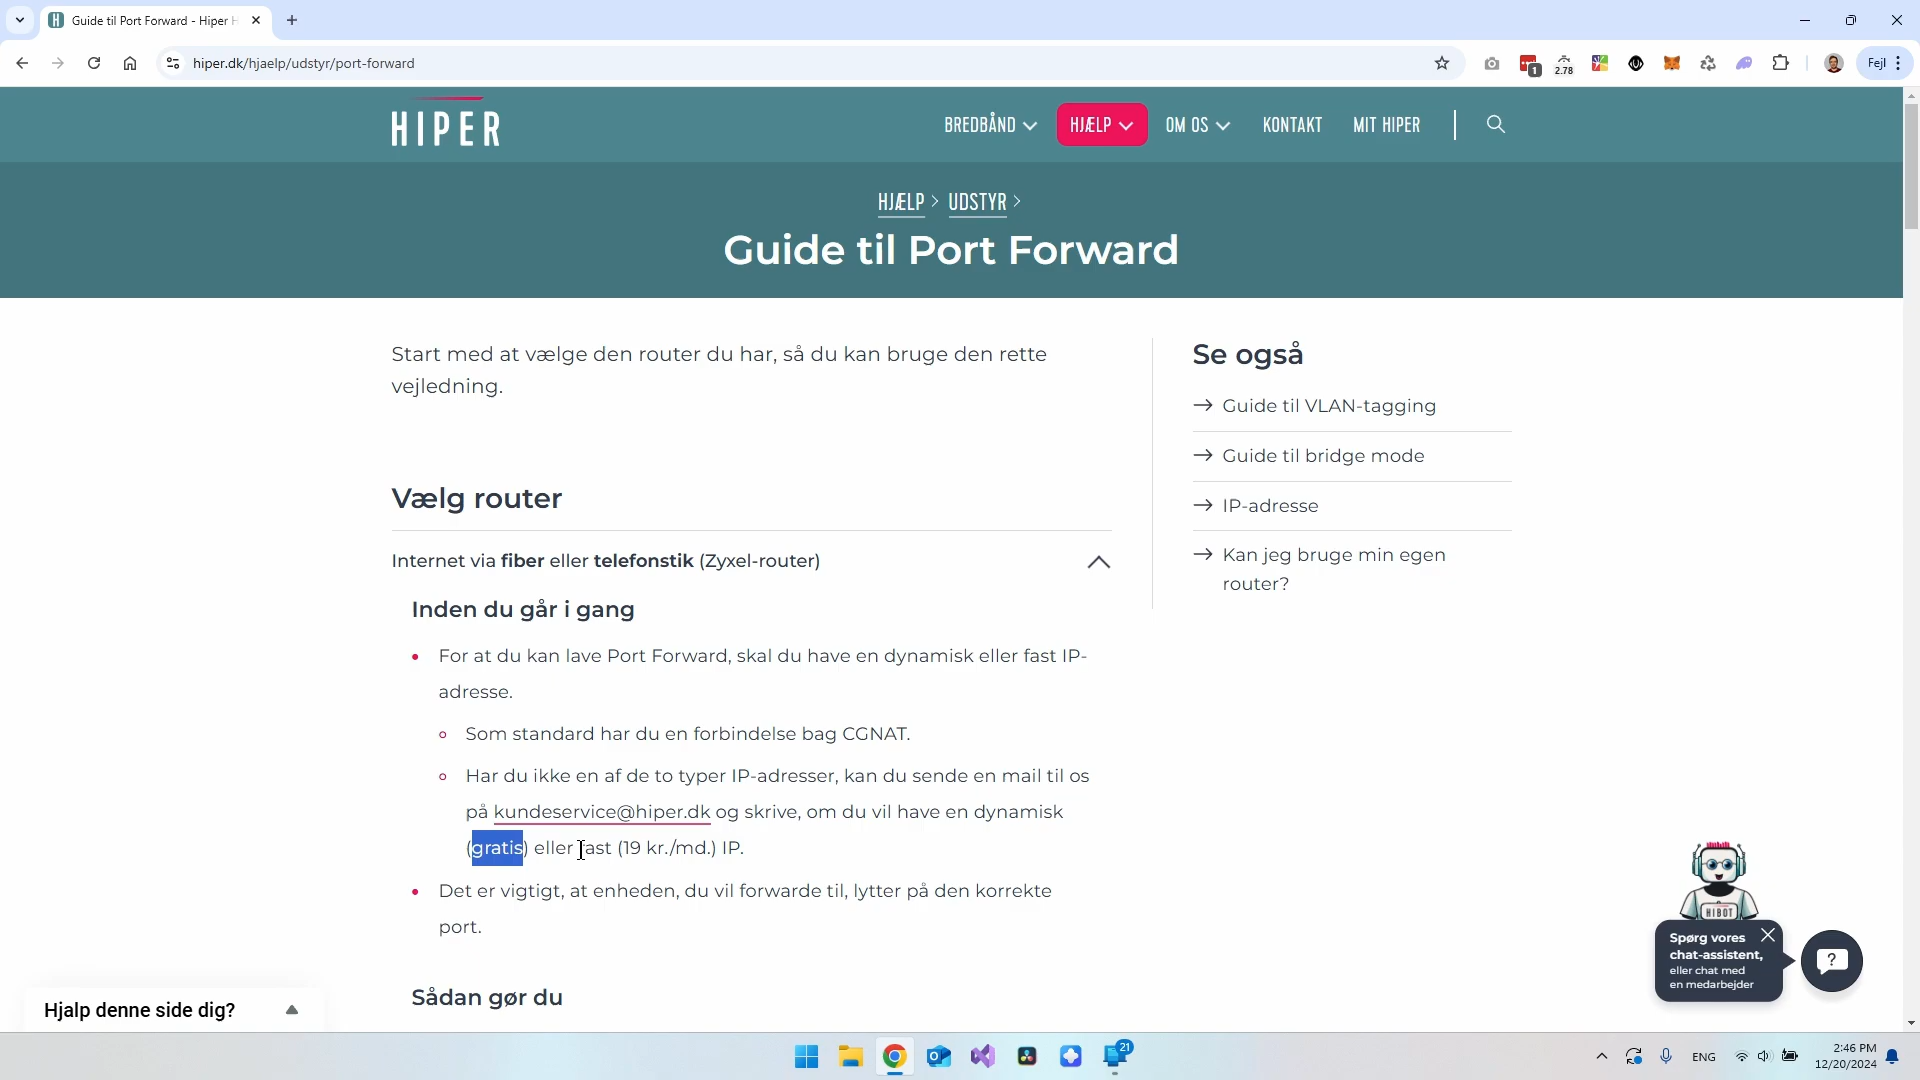 Guide til Port Forward - Hiper H
hiper.dk/hjaelp/udstyr/port-forward
1
2.78
Fejl
HIPER
BREDBÅND
HJÆLP
OM OS
KONTAKT
MIT HIPER
HJÆLP > UDSTYR >
Guide til Port Forward
Start med at vælge den router du har, så du kan bruge den rette
vejledning.
Vælg router
Internet via fiber eller telefonstik (Zyxel-router)
Inden du går i gang
For at du kan lave Port Forward, skal du have en dynamisk eller fast IP-
adresse.
Som standard har du en forbindelse bag CGNAT.
Har du ikke en af de to typer IP-adresser, kan du sende en mail til os
på kundeservice@hiper.dk og skrive, om du vil have en dynamisk
(gratis) eller fast (19 kr./md.) IP.
Det er vigtigt, at enheden, du vil forwarde til, lytter på den korrekte
port.
Sådan gør du
Se også
Guide til VLAN-tagging
Guide til bridge mode
IP-adresse
Kan jeg bruge min egen
router?
HIBOT
Spørg vores
chat-assistent,
eller chat med
en medarbejder
?
Hjalp denne side dig?
21
ENG
2:46 PM
12/20/2024